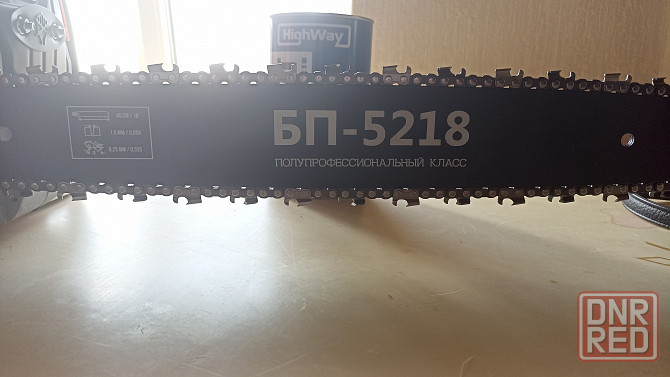 HighWay
БП-5218
ПОЛУПРОФЕССИОНАЛЬНЫЙ КЛАСС
DNR
RED